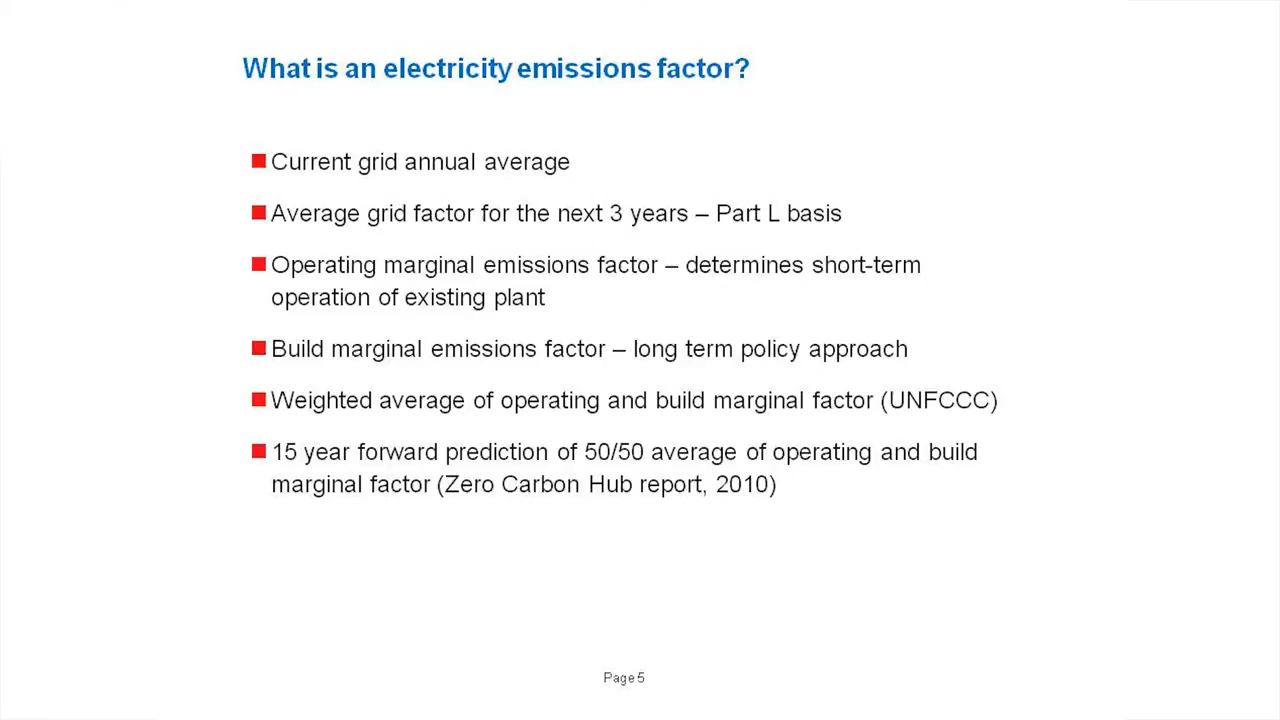 What is an electricity emissions factor?
Current grid annual average
Average grid factor for the next 3 years – Part L basis
Operating marginal emissions factor – determines short-term
operation of existing plant
Build marginal emissions factor – long term policy approach
Weighted average of operating and build marginal factor (UNFCCC)
15 year forward prediction of 50/50 average of operating and build
marginal factor (Zero Carbon Hub report, 2010)
Page 5